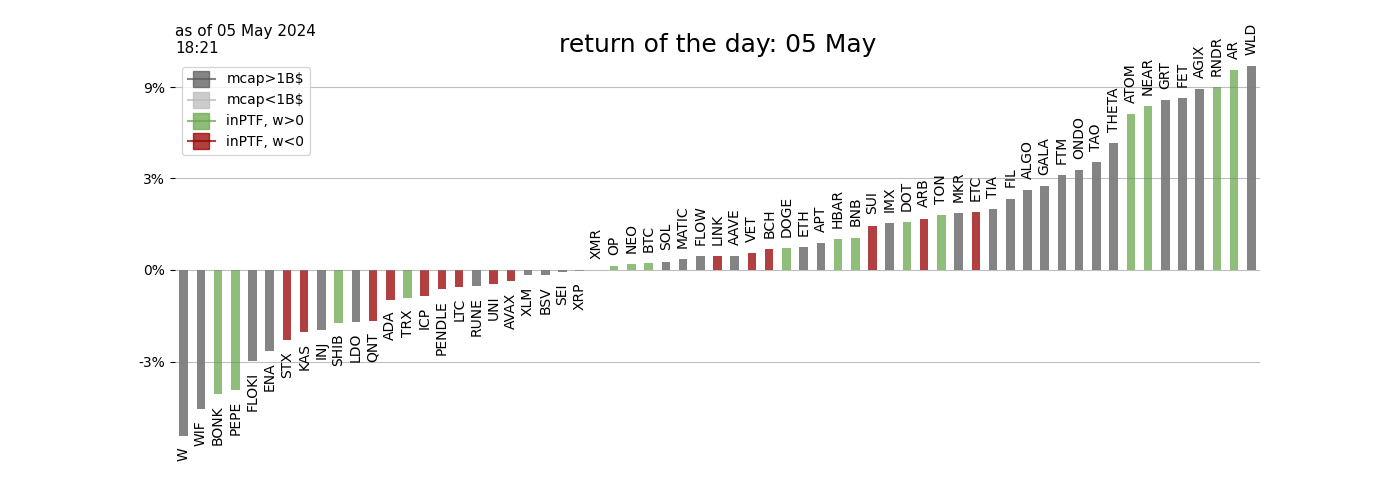 as of 05 May 2024
18:21
return of the day: 05 May
mcap>1B$
mcap<1B$
inPTF, w>0
inPTF, w<0
9%
3%
0%
-3%
W
WIF
BONK
PEPE
FLOKI
ENA
STX
KAS
INJ
SHIB
LDO
QNT
ADA
TRX
ICP
PENDLE
LTC
RUNE
UNI
AVAX
XLM
BSV
SEI
XRP
XMR
OP
NEO
BTC
SOL
MATIC
FLOW
LINK
AAVE
VET
BCH
DOGE
ETH
APT
HBAR
BNB
SUI
IMX
DOT
ARB
TON
MKR
ETC
TIA
FIL
ALGO
GALA
FTM
ONDO
TAO
THETA
ATOM
NEAR
GRT
FET
AGIX
RNDR
AR
WLD